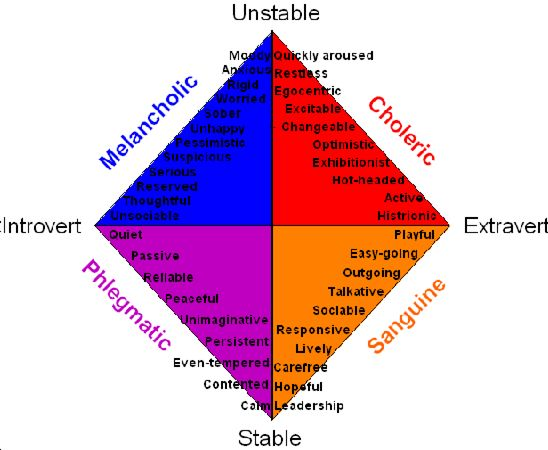 Unstable
Melancholic
Moody
Anxious
Rigid
Worried
Sober
Unhappy
Pessimistic
Suspicious
Serious
Reserved
Thoughtful
Unsociable
Choleric
Quickly aroused
Restless
Egocentric
Excitable
Changeable
Optimistic
Exhibitionist
Hot-headed
Active
Histrionic
Introvert
Extravert
Phlegmatic
Quiet
Passive
Reliable
Peaceful
Unimaginative
Persistent
Even-tempered
Contented
Calm
Sanguine
Playful
Easy-going
Outgoing
Talkative
Sociable
Responsive
Lively
Carefree
Hopeful
Leadership
Stable